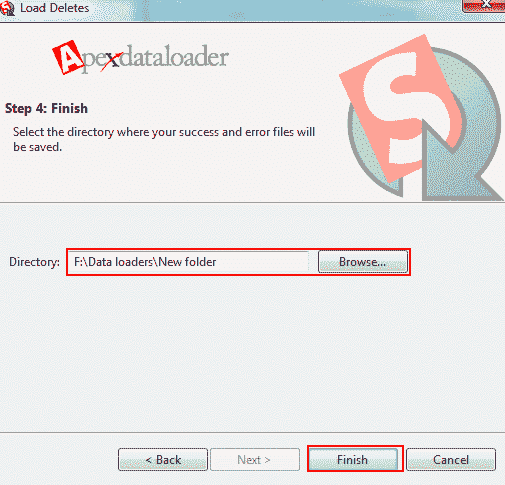 Load Deletes
Apexdataloader
Step 4: Finish
Select the directory where your success and error files will
be saved.
Directory: F:\Data loaders\New folder Browse...
< Back Next > Finish Cancel